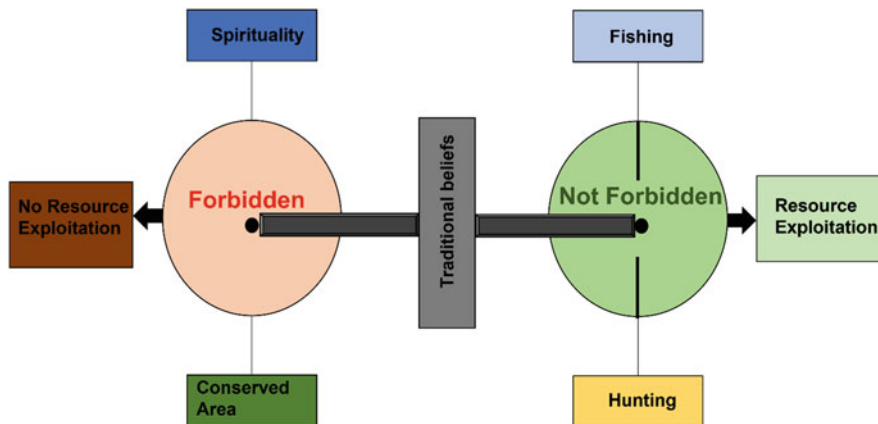 Spirituality
Fishing
Forbidden
Traditional beliefs
Not Forbidden
No Resource
Exploitation
Resource
Exploitation
Conserved
Area
Hunting